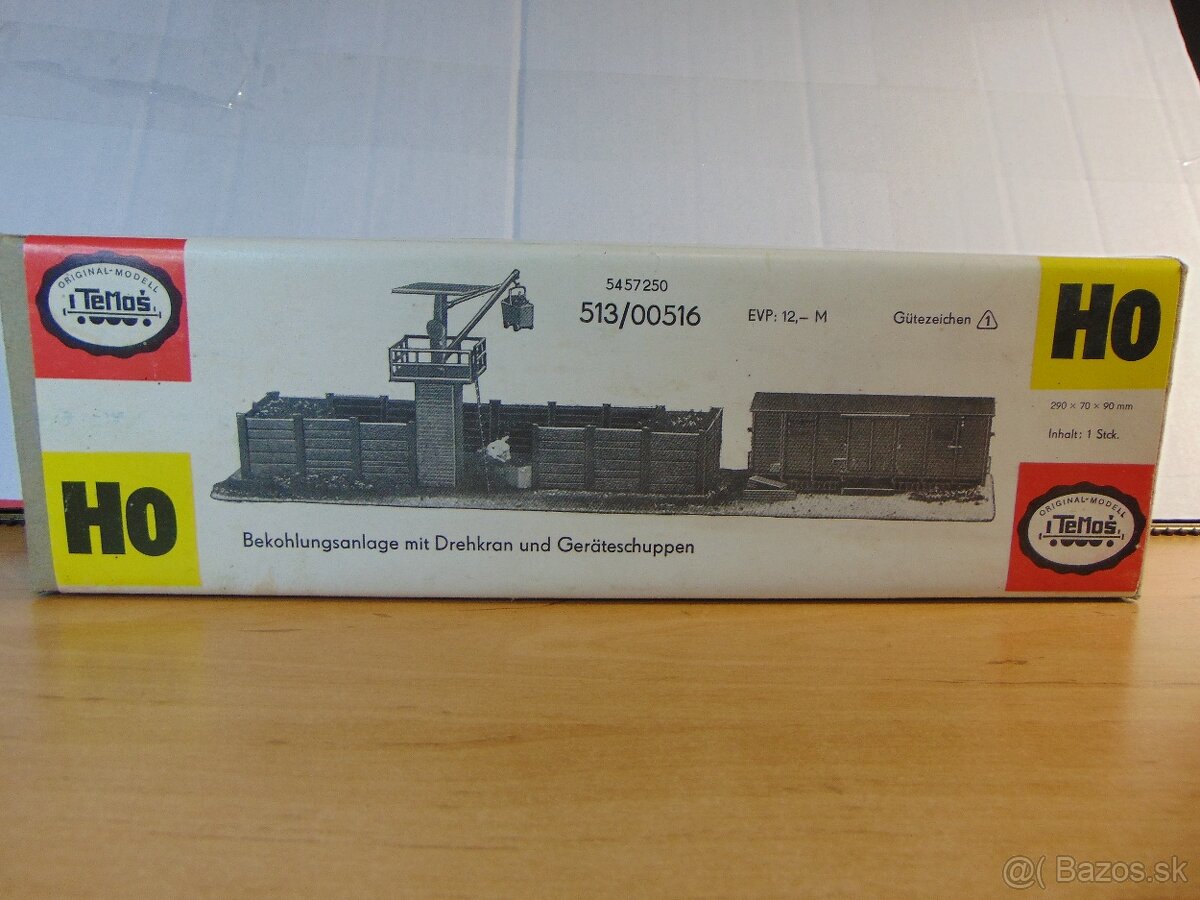 ORIGINAL-MODELL
TeMos
HO
5457250
513/00516
EVP: 12,– M
Gütezeichen 1
HO
290 × 70 × 90 mm
Inhalt: 1 Stck.
Bekohlungsanlage mit Drehkran und Geräteschuppen
ORIGINAL-MODELL
TeMos
@( Bazos.sk